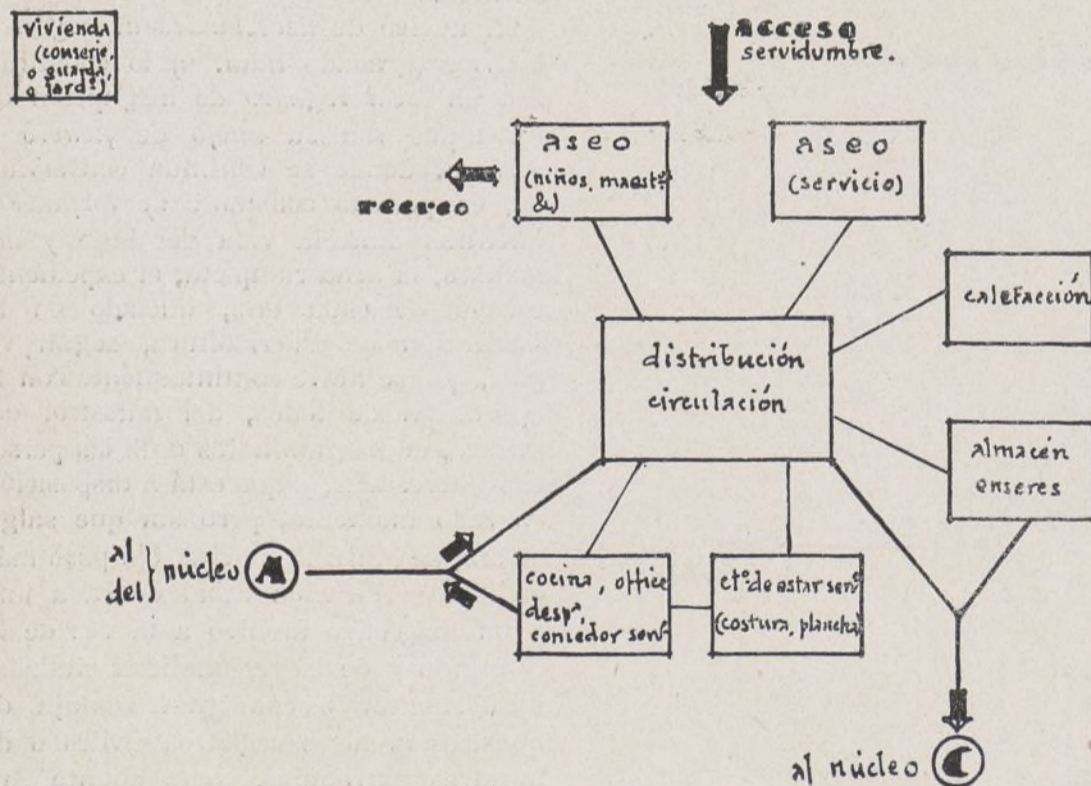 vivienda
(conserje,
o guarda,
o jard.º)
acceso
servidumbre.
aseo
(niños, maest.º
&)
aseo
(servicio)
recreo
calefacción
distribución
circulación
almacén
enseres
al
del } núcleo A
cocina, office
desp.ª,
comedor serv.º
ct.º de estar serv.º
(costura, plancha)
al núcleo C